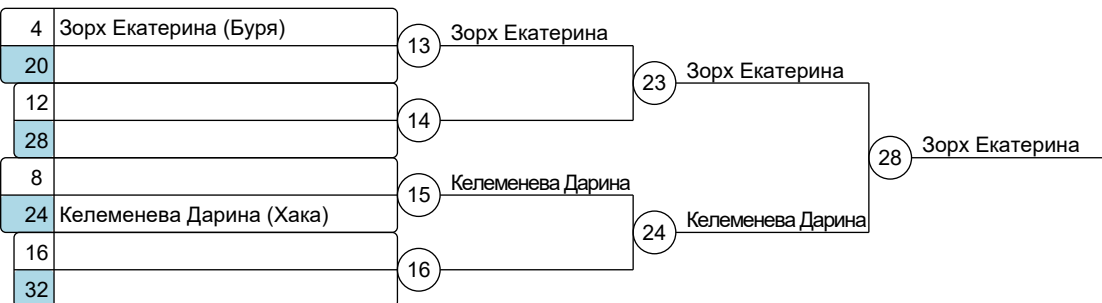 4 Зорх Екатерина (Буря)
13 Зорх Екатерина
20
23 Зорх Екатерина
12
14
28
28 Зорх Екатерина
8
15 Келеменева Дарина
24 Келеменева Дарина (Хака)
24 Келеменева Дарина
16
16
32